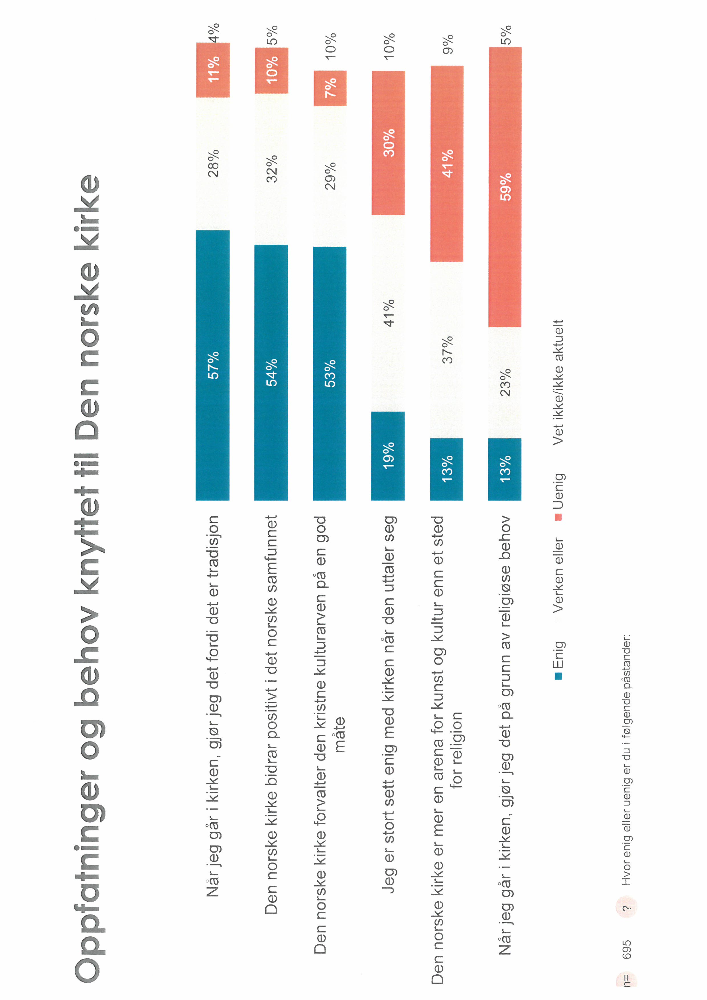 Oppfatninger og behov knyttet til Den norske kirke
Når jeg går i kirken, gjør jeg det fordi det er tradisjon 57% 28% 11% 4%
Den norske kirke bidrar positivt i det norske samfunnet 54% 32% 10% 5%
Den norske kirke forvalter den kristne kulturarven på en god
måte 53% 29% 7% 10%
Jeg er stort sett enig med kirken når den uttaler seg 19% 41% 30% 10%
Den norske kirke er mer en arena for kunst og kultur enn et sted
for religion 13% 37% 41% 9%
Når jeg går i kirken, gjør jeg det på grunn av religiøse behov 13% 23% 59% 5%
Enig Verken eller Uenig Vet ikke/ikke aktuelt
n= 695 ? Hvor enig eller uenig er du i følgende påstander: